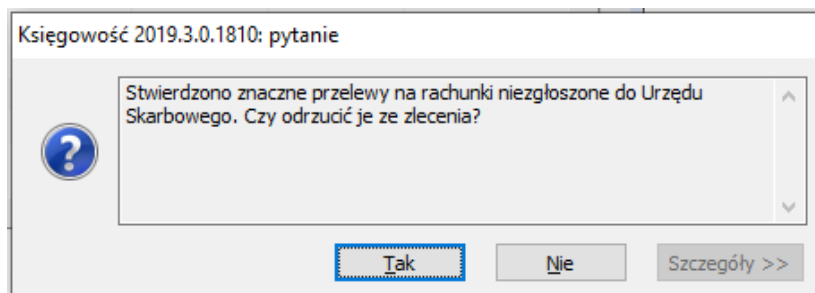 Księgowość 2019.3.0.1810: pytanie
Stwierdzono znaczne przelewy na rachunki niezgłoszone do Urzędu
Skarbowego. Czy odrzucić je ze zlecenia?
Tak Nie Szczegóły >>